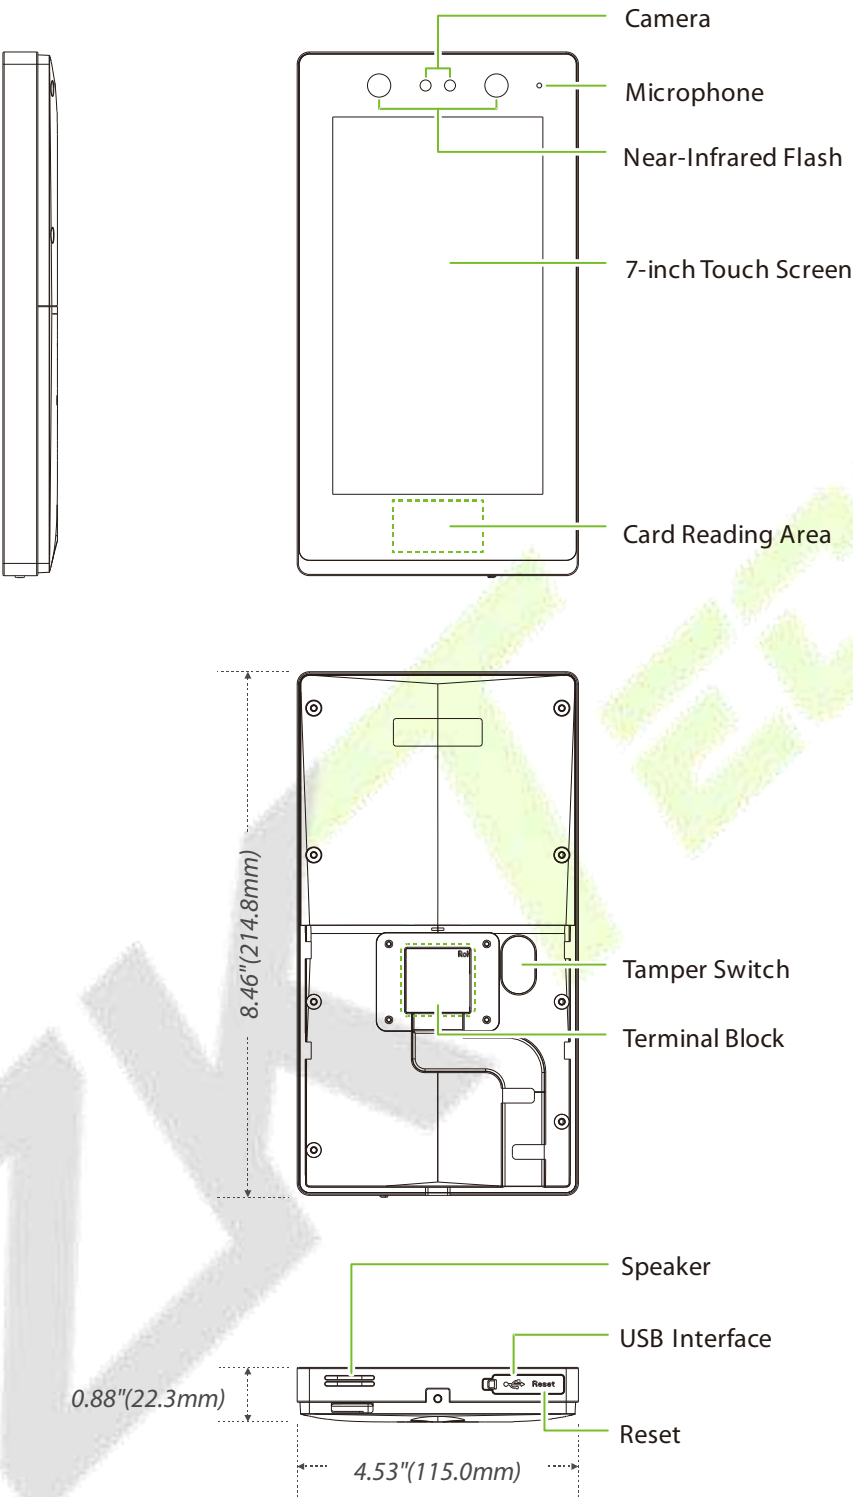 Camera
Microphone
Near-Infrared Flash
7-inch Touch Screen
Card Reading Area
8.46"(214.8mm)
Tamper Switch
Terminal Block
Speaker
USB Interface
Reset
0.88"(22.3mm)
Reset
4.53"(115.0mm)